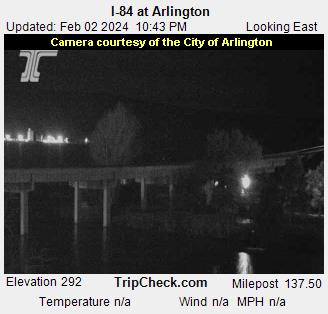 I-84 at Arlington
Updated: Feb 02 2024 10:43 PM Looking East
Camera courtesy of the City of Arlington
Elevation 292 TripCheck.com Milepost 137.50
Temperature n/a Wind n/a MPH n/a